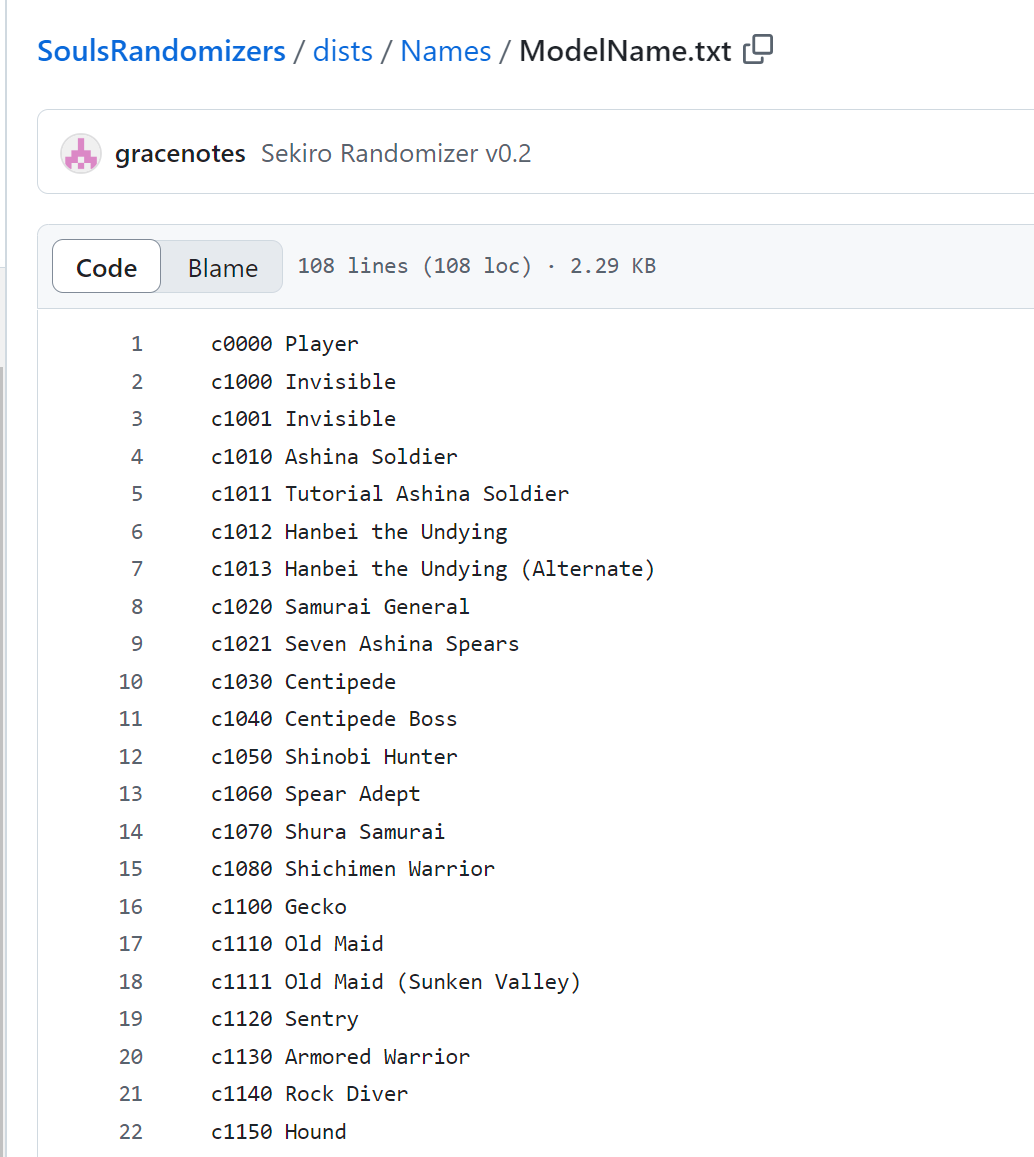 SoulsRandomizers / dists / Names / ModelName.txt
gracenotes Sekiro Randomizer v0.2
Code Blame 108 lines (108 loc) · 2.29 KB
1 c0000 Player
2 c1000 Invisible
3 c1001 Invisible
4 c1010 Ashina Soldier
5 c1011 Tutorial Ashina Soldier
6 c1012 Hanbei the Undying
7 c1013 Hanbei the Undying (Alternate)
8 c1020 Samurai General
9 c1021 Seven Ashina Spears
10 c1030 Centipede
11 c1040 Centipede Boss
12 c1050 Shinobi Hunter
13 c1060 Spear Adept
14 c1070 Shura Samurai
15 c1080 Shichimen Warrior
16 c1100 Gecko
17 c1110 Old Maid
18 c1111 Old Maid (Sunken Valley)
19 c1120 Sentry
20 c1130 Armored Warrior
21 c1140 Rock Diver
22 c1150 Hound